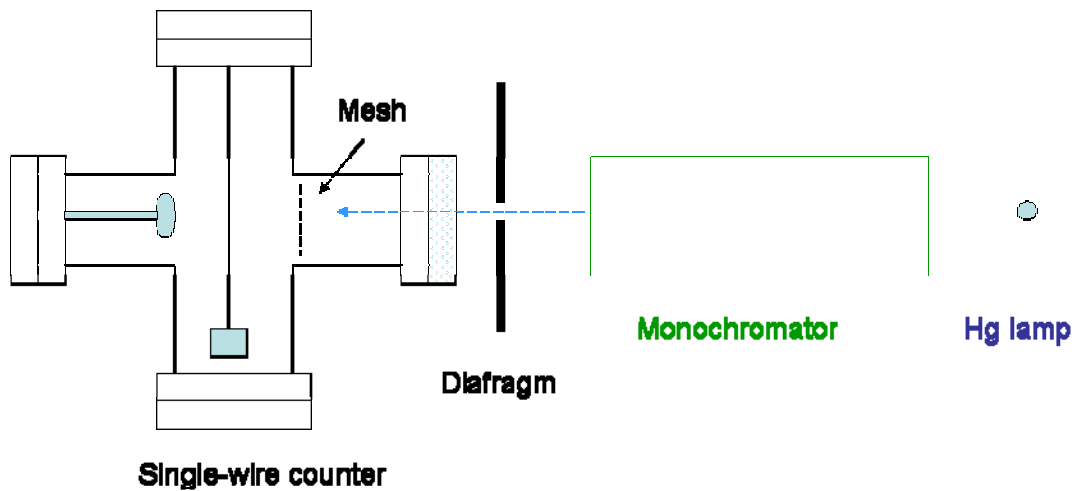 Mesh
Monochromator
Hg lamp
Diafragm
Single-wire counter